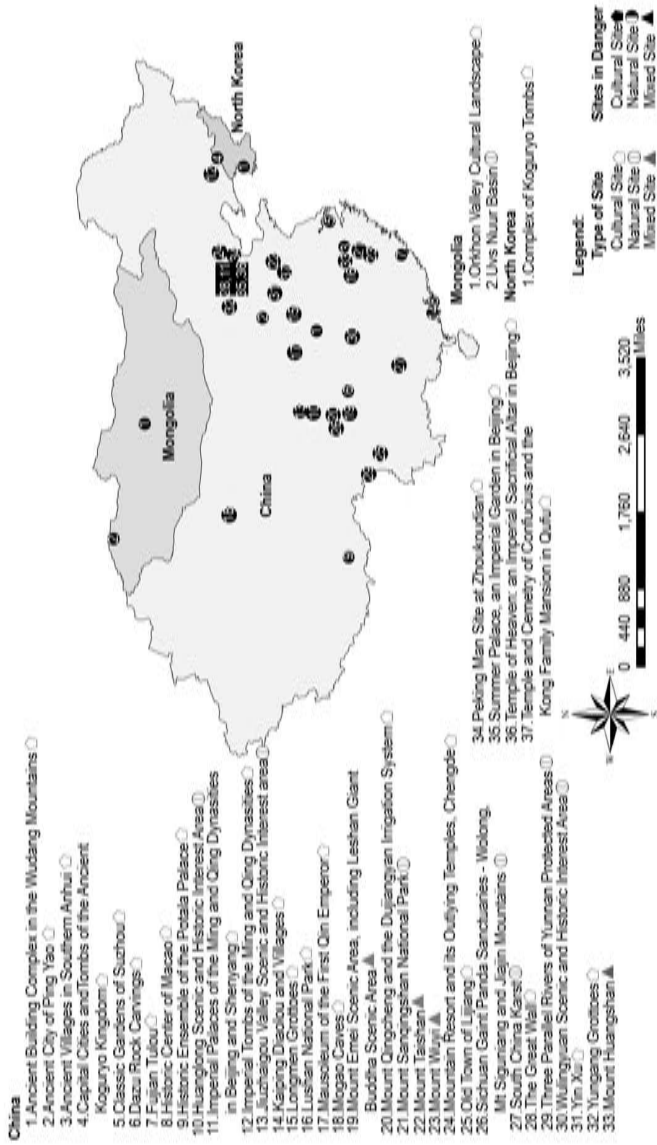 China
1.Ancient Building Complex in the Wudang Mountains
2.Ancient City of Ping Yao
3.Ancient Villages in Southern Anhui
4.Capital Cities andTombs of the Ancient
Koguryo Kingdom
5.Classic Gardens of Suzhou
6.Dazu Rock Carvings
7.Fujian Tulou
8.Historic Center of Macao
9.Historic Ensemble of the Potala Palace
10.Huanglong Scenic and Historic Interest Area
11.Imperial Palaces of the Ming and Qing Dynasties
in Beijing and Shenyang
12.Imperial Tombs of the Ming and Qing Dynasties
13.Jiuzhaigou Valley Scenic and Historic Interest area
14.Kaiping Diaolou and Villages
15.Longmen Grottoes
16.Lushan National Park
17.Mausoleum of the First Qin Emperor
18.Mogao Caves
19.Mount Emei Scenic Area, including Leshan Giant
Buddha Scenic Area
20.Mount Qingcheng and the Dujiangyan Irrigation System
21.Mount Sanqingshan National Park
22.Mount Taishan
23.Mount Wuyi
24.Mountain Resort and its Outlying Temples, Chengde
25.Old Town of Lijiang
26.Sichuan Giant Panda Sanctuaries - Wolong,
Mt Siguniang and Jiajin Mountains
27.South China Karst
28.The Great Wall
29.Three Parallel Rivers of Yunnan Protected Areas
30.Wulingyuan Scenic and Historic Interest Area
31.Yin Xu
32.Yungang Grottoes
33.Mount Huangshan
34.Peking Man Site at Zhoukoudian
35.Summer Palace, an Imperial Garden in Beijing
36.Temple of Heaven: an Imperial Sacrificial Altar in Beijing
37.Temple and Cemetry of Confucius and the
Kong Family Mansion in Qufu
Mongolia
China
North Korea
Mongolia
1.Orkhon Valley Cultural Landscape
2.Uvs Nuur Basin
North Korea
1.Complex of Koguryo Tombs
0 440 880 1,760 2,640 3,520
Miles
Legend:
Type of Site
Cultural Site
Natural Site
Mixed Site
Sites in Danger
Cultural Site
Natural Site
Mixed Site